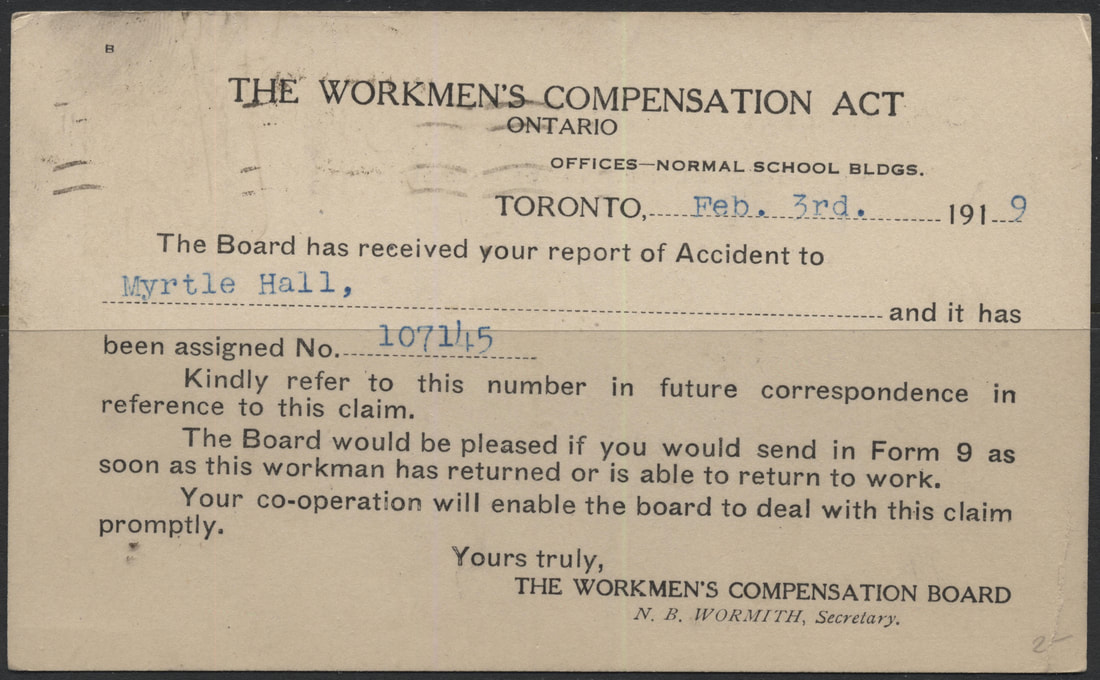 B
THE WORKMEN'S COMPENSATION ACT
ONTARIO
OFFICES—NORMAL SCHOOL BLDGS.
TORONTO, Feb. 3rd. 1919
The Board has received your report of Accident to
Myrtle Hall, and it has
been assigned No. 107145
Kindly refer to this number in future correspondence in
reference to this claim.
The Board would be pleased if you would send in Form 9 as
soon as this workman has returned or is able to return to work.
Your co-operation will enable the board to deal with this claim
promptly.
Yours truly,
THE WORKMEN'S COMPENSATION BOARD
N. B. WORMITH, Secretary.
2-